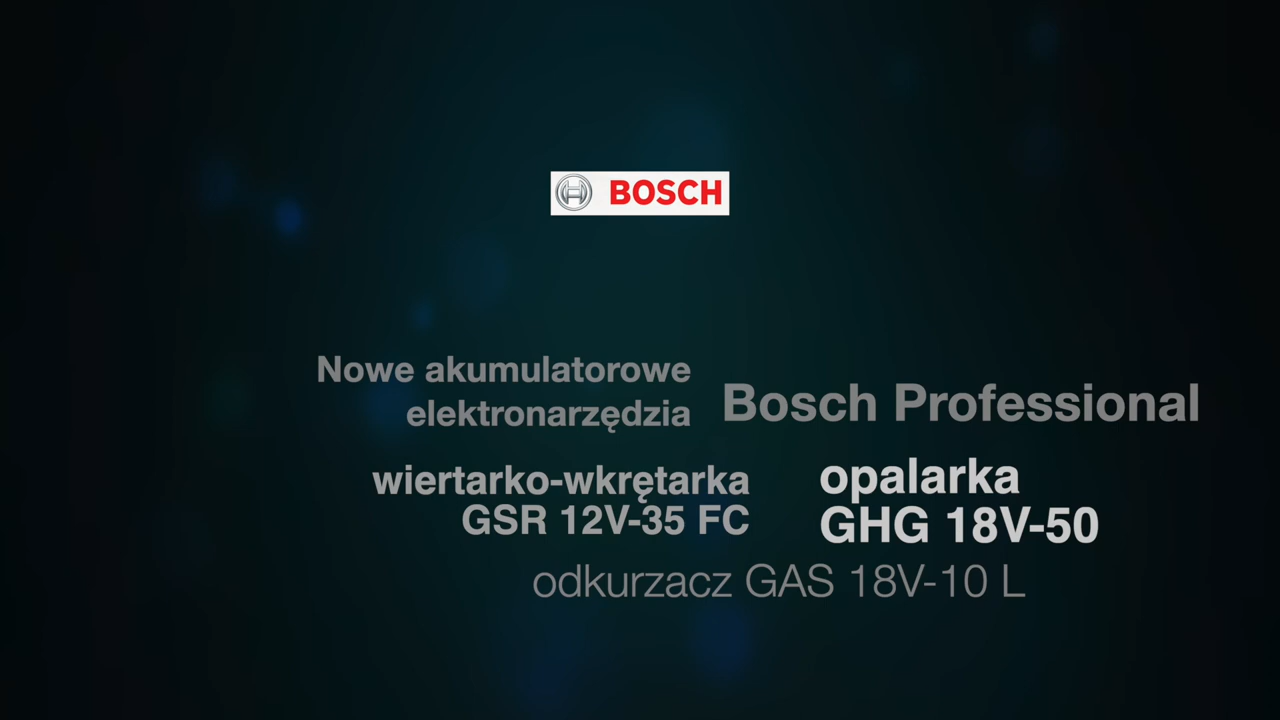 BOSCH
Nowe akumulatorowe
elektronarzędzia
Bosch Professional
wiertarko-wkrętarka
GSR 12V-35 FC
opalarka
GHG 18V-50
odkurzacz GAS 18V-10 L